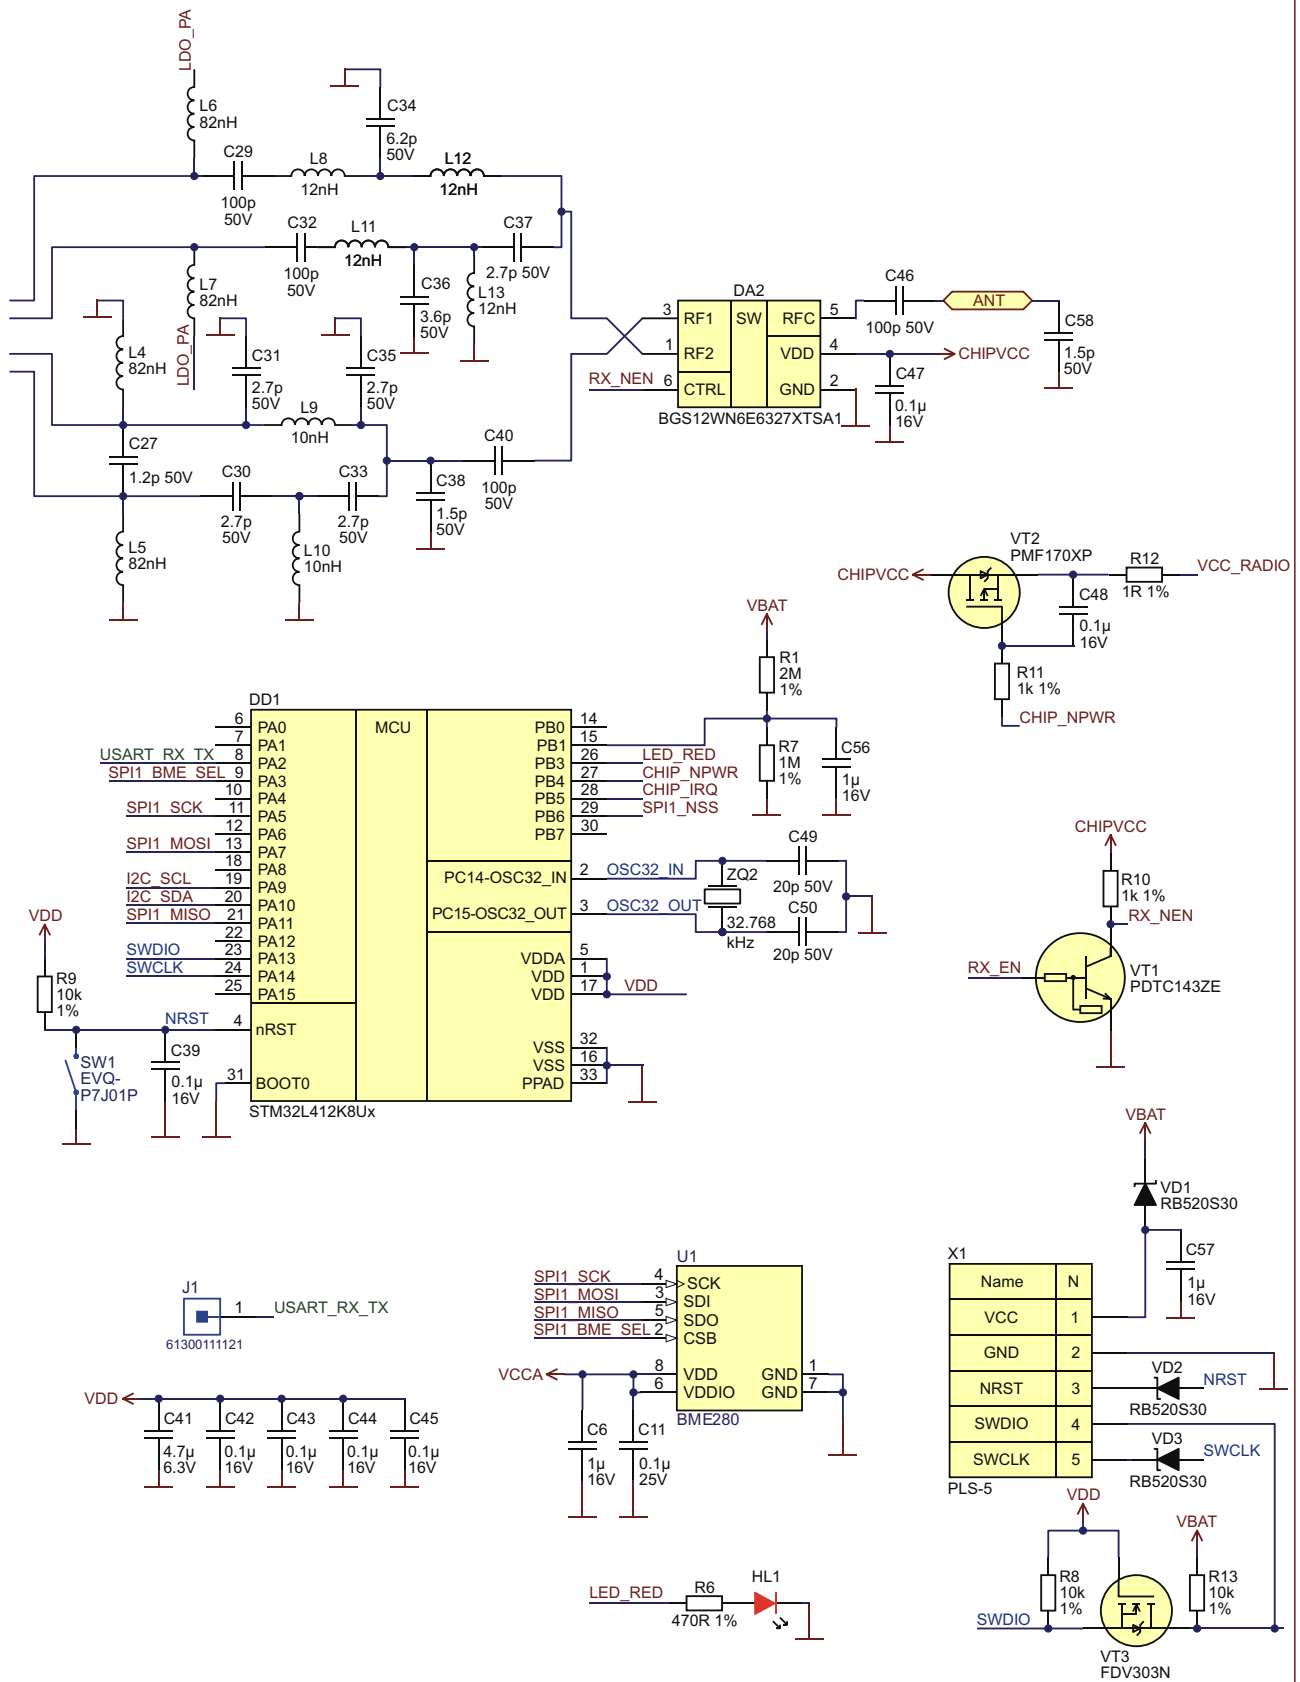 LDO_PA
L6
82nH
C34
6.2p
50V
C29
100p
50V
L8
12nH
L12
12nH
C32
100p
50V
L11
12nH
C37
2.7p 50V
L7
82nH
LDO_PA
C36
3.6p
50V
L13
12nH
L4
82nH
C31
2.7p
50V
C35
2.7p
50V
L9
10nH
C27
1.2p 50V
C30
2.7p
50V
C33
2.7p
50V
C38
1.5p
50V
C40
100p
50V
L5
82nH
L10
10nH
DA2
3 RF1 SW RFC 5
1 RF2 VDD 4 CHIPVCC
RX_NEN 6 CTRL GND 2
BGS12WN6E6327XTSA1
C46
100p 50V
ANT
C58
1.5p
50V
C47
0.1µ
16V
VT2
PMF170XP
CHIPVCC
R12
1R 1%
VCC_RADIO
C48
0.1µ
16V
R11
1k 1%
CHIP_NPWR
VBAT
R1
2M
1%
R7
1M
1%
C56
1µ
16V
DD1
MCU
6 PA0
7 PA1
USART_RX_TX 8 PA2
SPI1_BME_SEL 9 PA3
10 PA4
SPI1_SCK 11 PA5
12 PA6
SPI1_MOSI 13 PA7
18 PA8
I2C_SCL 19 PA9
I2C_SDA 20 PA10
SPI1_MISO 21 PA11
22 PA12
SWDIO 23 PA13
SWCLK 24 PA14
25 PA15
NRST 4 nRST
31 BOOT0
PB0 14
PB1 15
PB3 26 LED_RED
PB4 27 CHIP_NPWR
PB5 28 CHIP_IRQ
PB6 29 SPI1_NSS
PB7 30
PC14-OSC32_IN 2 OSC32_IN
PC15-OSC32_OUT 3 OSC32_OUT
VDDA 5
VDD 1
VDD 17 VDD
VSS 32
VSS 16
PPAD 33
STM32L412K8Ux
VDD
R9
10k
1%
SW1
EVQ-
P7J01P
C39
0.1µ
16V
ZQ2
32.768
kHz
C49
20p 50V
C50
20p 50V
CHIPVCC
R10
1k 1%
RX_NEN
RX_EN
VT1
PDTC143ZE
VBAT
VD1
RB520S30
C57
1µ
16V
X1
Name N
VCC 1
GND 2
NRST 3
SWDIO 4
SWCLK 5
PLS-5
VD2
NRST
RB520S30
VD3
SWCLK
RB520S30
J1
1 USART_RX_TX
61300111121
VDD
C41
4.7µ
6.3V
C42
0.1µ
16V
C43
0.1µ
16V
C44
0.1µ
16V
C45
0.1µ
16V
U1
SPI1_SCK 4 SCK
SPI1_MOSI 3 SDI
SPI1_MISO 5 SDO
SPI1_BME_SEL 2 CSB
VCCA 8 VDD GND 1
6 VDDIO GND 7
BME280
C6
1µ
16V
C11
0.1µ
25V
LED_RED
R6
470R 1%
HL1
VDD
R8
10k
1%
SWDIO
VBAT
R13
10k
1%
VT3
FDV303N